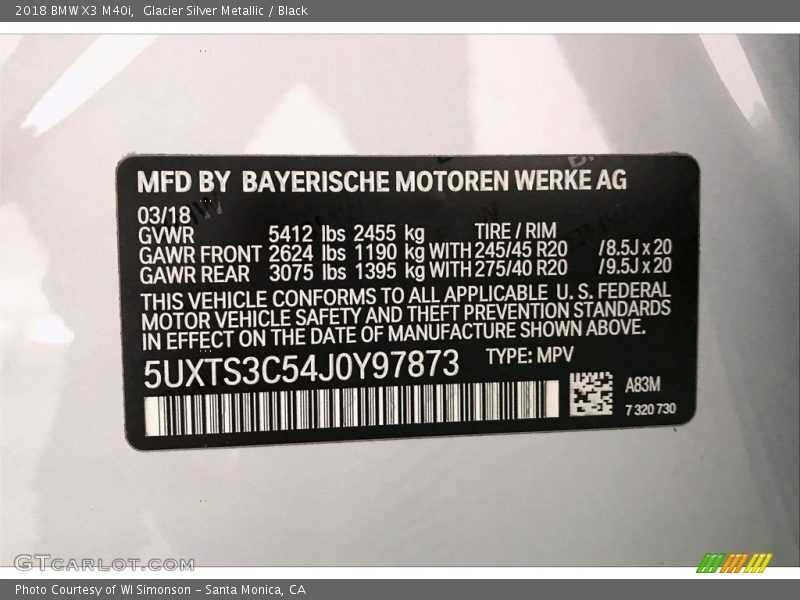 2018 BMW X3 M40i, Glacier Silver Metallic / Black
MFD BY BAYERISCHE MOTOREN WERKE AG
03/18
GVWR 5412 lbs 2455 kg TIRE / RIM
GAWR FRONT 2624 lbs 1190 kg WITH 245/45 R20 /8.5J x 20
GAWR REAR 3075 lbs 1395 kg WITH 275/40 R20 /9.5J x 20
THIS VEHICLE CONFORMS TO ALL APPLICABLE U. S. FEDERAL
MOTOR VEHICLE SAFETY AND THEFT PREVENTION STANDARDS
IN EFFECT ON THE DATE OF MANUFACTURE SHOWN ABOVE.
5UXTS3C54J0Y97873 TYPE: MPV
A83M
7 320 730
GTCARLOT.COM
Photo Courtesy of WI Simonson - Santa Monica, CA